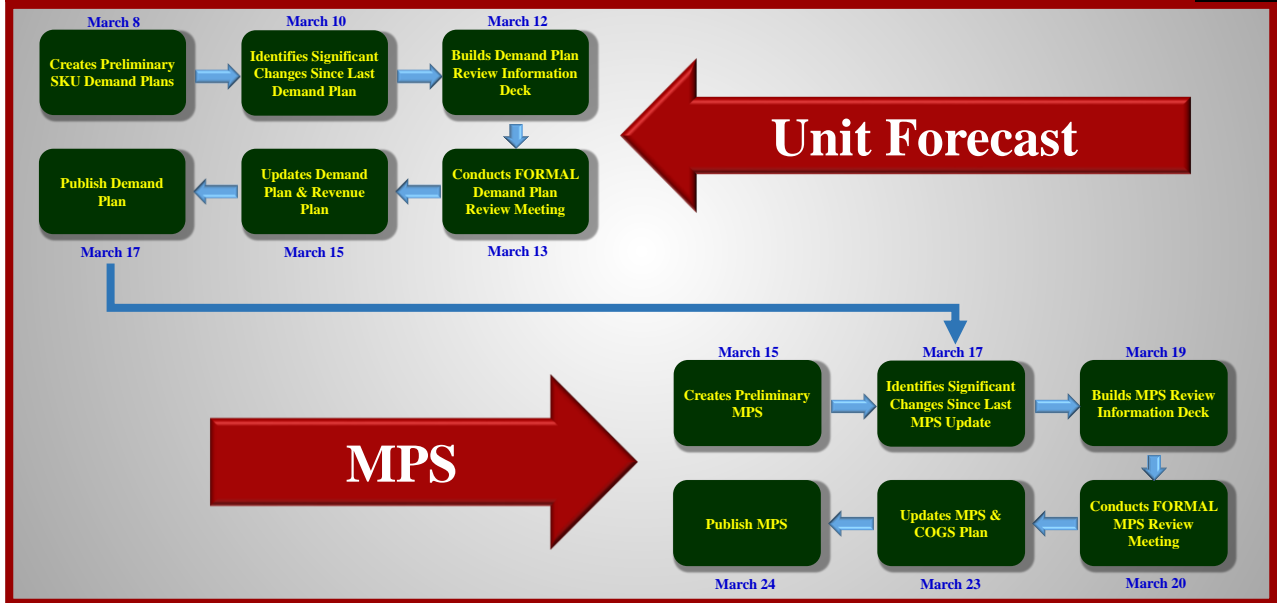 March 8
Creates Preliminary
SKU Demand Plans
March 10
Identifies Significant
Changes Since Last
Demand Plan
March 12
Builds Demand Plan
Review Information
Deck
Unit Forecast
Publish Demand
Plan
March 17
Updates Demand
Plan & Revenue
Plan
March 15
Conducts FORMAL
Demand Plan
Review Meeting
March 13
March 15
Creates Preliminary
MPS
March 17
Identifies Significant
Changes Since Last
MPS Update
March 19
Builds MPS Review
Information Deck
MPS
Publish MPS
March 24
Updates MPS &
COGS Plan
March 23
Conducts FORMAL
MPS Review
Meeting
March 20